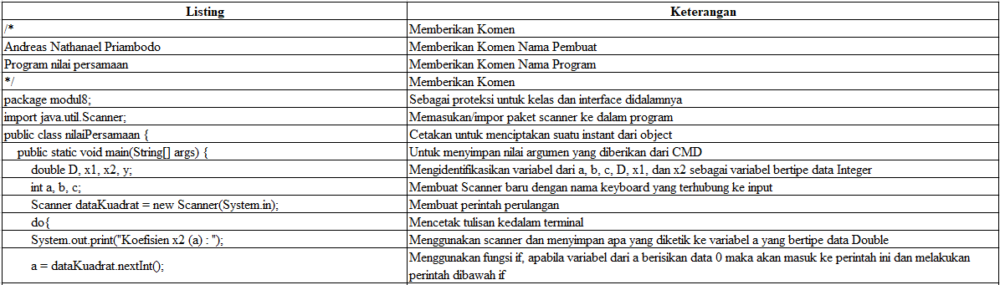 Listing Keterangan
/* Memberikan Komen
Andreas Nathanael Priambodo Memberikan Komen Nama Pembuat
Program nilai persamaan Memberikan Komen Nama Program
*/ Memberikan Komen
package modul8; Sebagai proteksi untuk kelas dan interface didalamnya
import java.util.Scanner; Memasukan/impor paket scanner ke dalam program
public class nilaiPersamaan { Cetakan untuk menciptakan suatu instant dari object
public static void main(String[] args) { Untuk menyimpan nilai argumen yang diberikan dari CMD
double D, x1, x2, y; Mengidentifikasikan variabel dari a, b, c, D, x1, dan x2 sebagai variabel bertipe data Integer
int a, b, c; Membuat Scanner baru dengan nama keyboard yang terhubung ke input
Scanner dataKuadrat = new Scanner(System.in); Membuat perintah perulangan
do{ Mencetak tulisan kedalam terminal
System.out.print("Koefisien x2 (a) : "); Menggunakan scanner dan menyimpan apa yang diketik ke variabel a yang bertipe data Double
a = dataKuadrat.nextInt(); Menggunakan fungsi if, apabila variabel dari a berisikan data 0 maka akan masuk ke perintah ini dan melakukan
perintah dibawah if